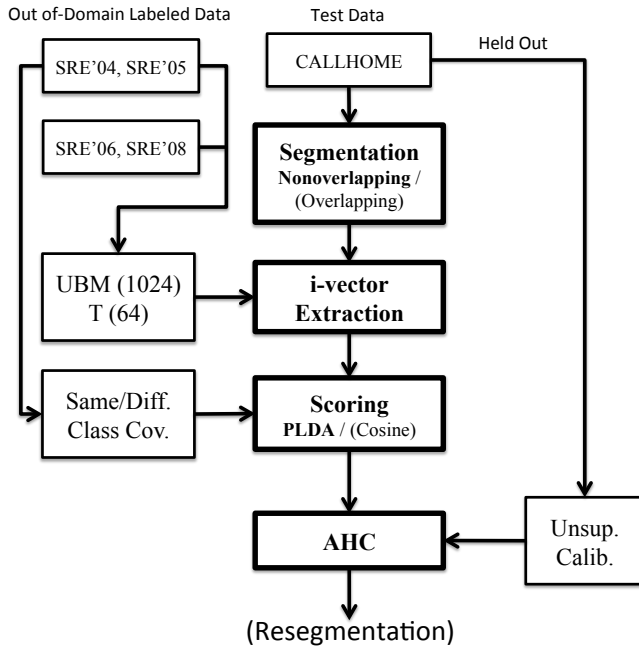 Out of-Domain Labeled Data
Test Data
SRE'04, SRE'05
CALLHOME
Held Out
SRE'06, SRE'08
Segmentation
Nonoverlapping /
(Overlapping)
UBM (1024)
T (64)
i-vector
Extraction
Same/Diff.
Class Cov.
Scoring
PLDA / (Cosine)
AHC
Unsup.
Calib.
(Resegmentation)